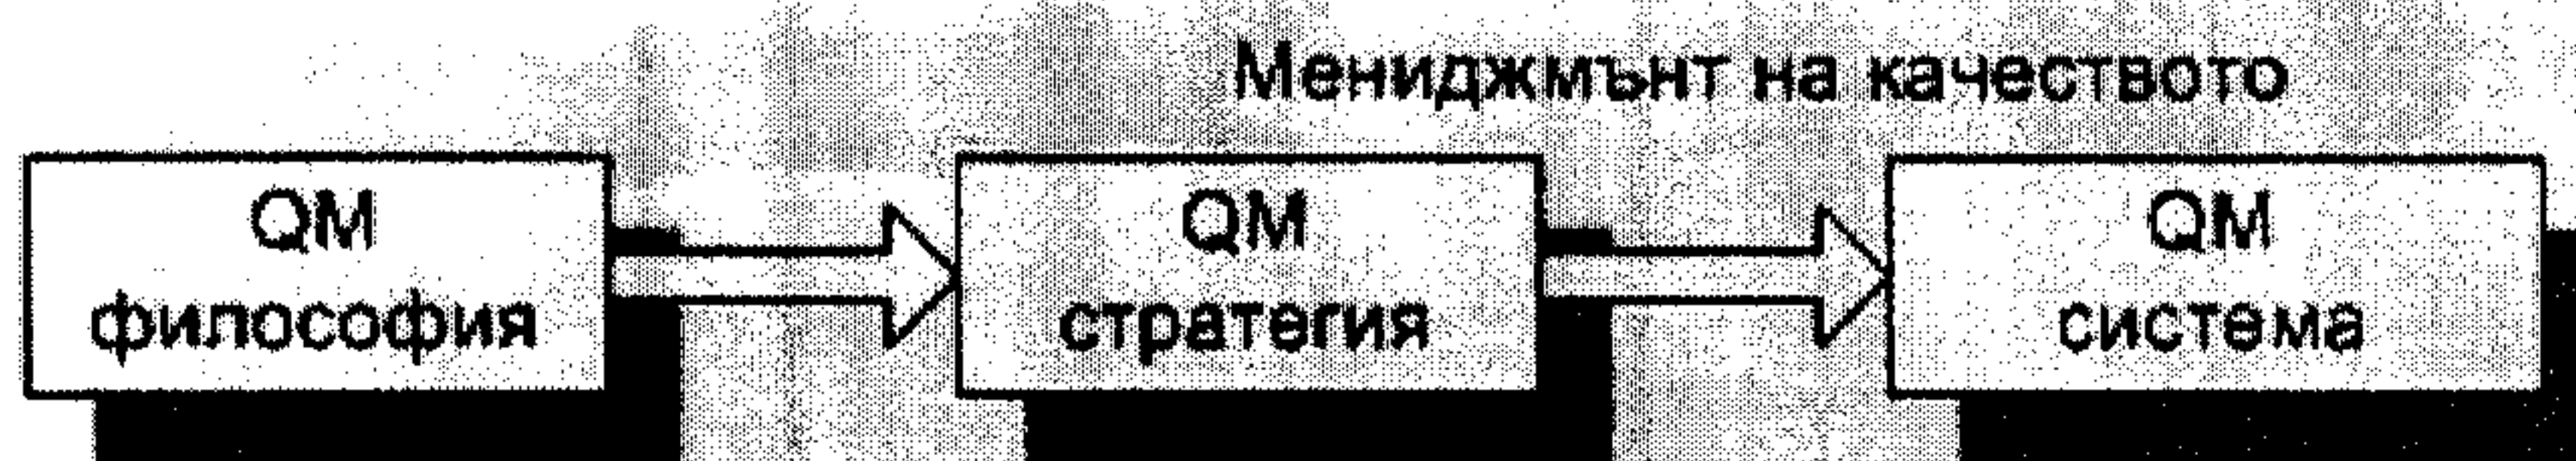 Мениджмънт на качеството
QM
философия
QM
стратегия
QM
система